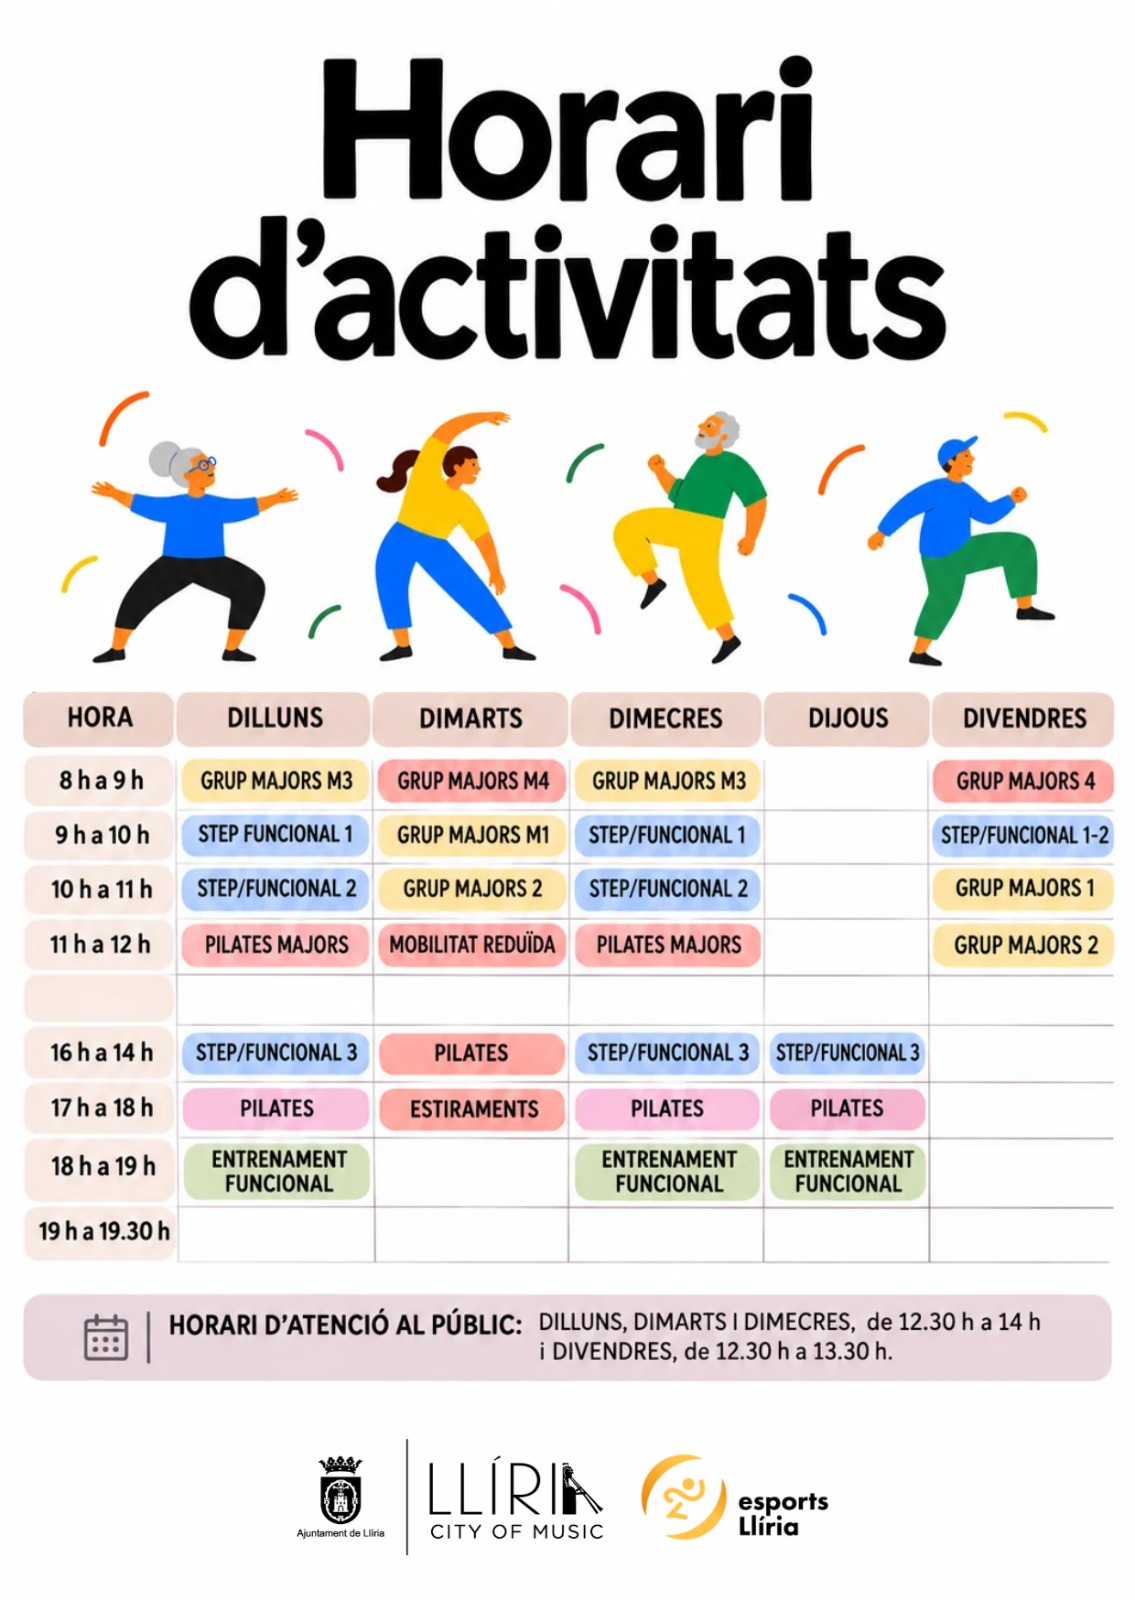 Horari
d'activitats
HORA DILLUNS DIMARTS DIMECRES DIJOUS DIVENDRES
8 h a 9 h GRUP MAJORS M3 GRUP MAJORS M4 GRUP MAJORS M3 GRUP MAJORS 4
9 h a 10 h STEP FUNCIONAL 1 GRUP MAJORS M1 STEP/FUNCIONAL 1 STEP/FUNCIONAL 1-2
10 h a 11 h STEP/FUNCIONAL 2 GRUP MAJORS 2 STEP/FUNCIONAL 2 GRUP MAJORS 1
11 h a 12 h PILATES MAJORS MOBILITAT REDUÏDA PILATES MAJORS GRUP MAJORS 2
16 h a 14 h STEP/FUNCIONAL 3 PILATES STEP/FUNCIONAL 3 STEP/FUNCIONAL 3
17 h a 18 h PILATES ESTIRAMENTS PILATES PILATES
18 h a 19 h ENTRENAMENT FUNCIONAL ENTRENAMENT FUNCIONAL ENTRENAMENT FUNCIONAL
19 h a 19.30 h
HORARI D'ATENCIÓ AL PÚBLIC: DILLUNS, DIMARTS I DIMECRES, de 12.30 h a 14 h
i DIVENDRES, de 12.30 h a 13.30 h.
Ajuntament de Llíria
LLÍRIA
CITY OF MUSIC
esports
Llíria